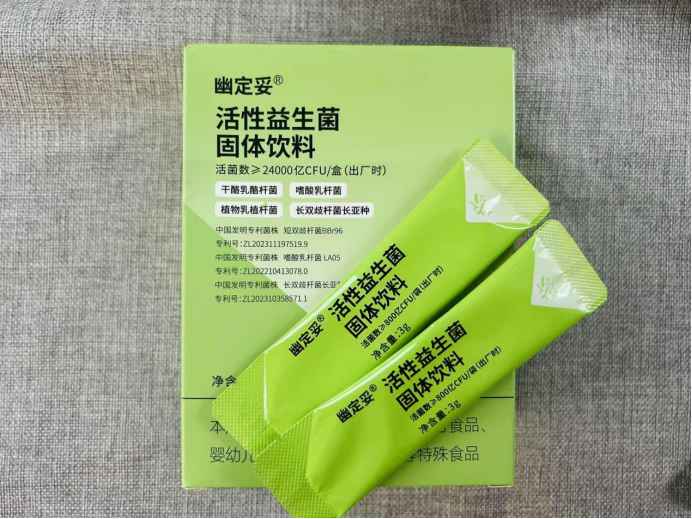 幽定妥®
活性益生菌
固体饮料
活菌数≥24000亿CFU/盒(出厂时)
干酪乳酪杆菌 嗜酸乳杆菌
植物乳植杆菌 长双歧杆菌长亚种
中国发明专利菌株 短双歧杆菌BBr96
专利号:ZL202311197519.9
中国发明专利菌株 嗜酸乳杆菌 LA05
专利号:ZL202210413078.0
中国发明专利菌株 长双歧杆菌长亚
专利号:ZL202310358571.1
净含
本
食品、
婴幼儿
特殊食品
幽定妥®
活性益生菌
固体饮料
活菌数≥800亿CFU/袋(出厂时)
净含量:3g
幽定妥®
活性益生菌
固体饮料
活菌数≥800亿CFU/袋(出厂时)
净含量:3g